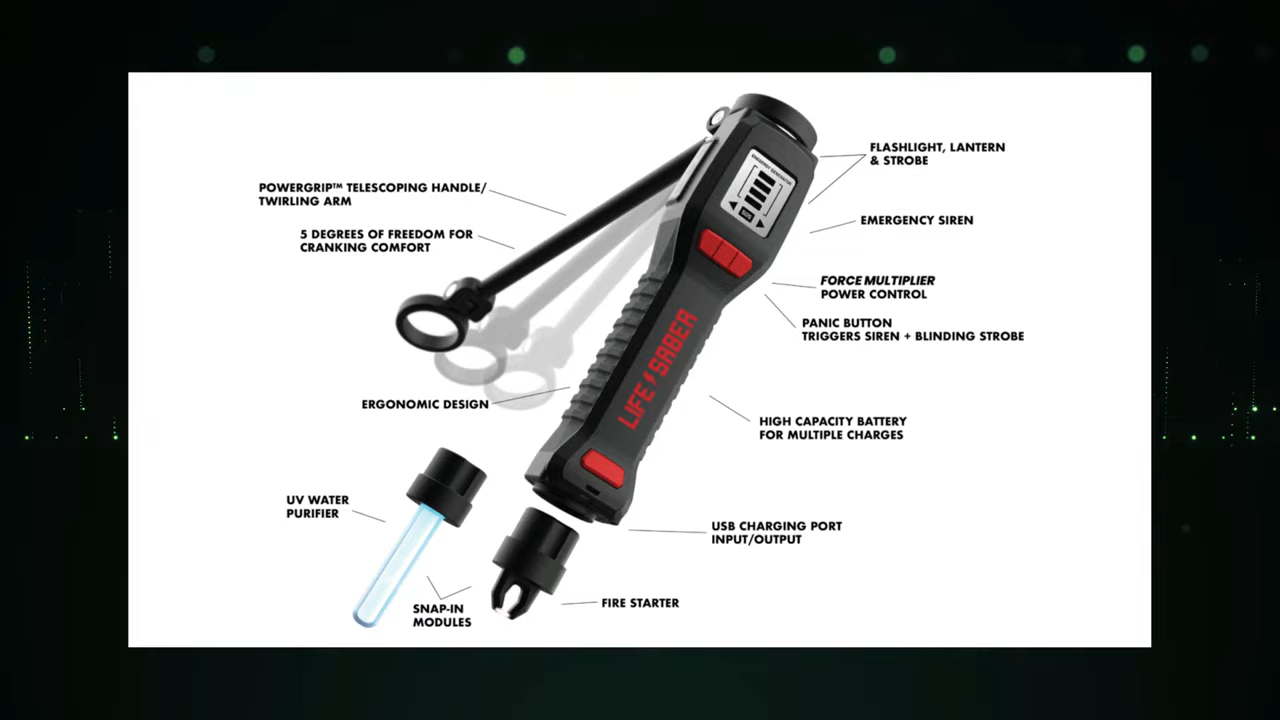 FLASHLIGHT, LANTERN
& STROBE
POWERGRIP™ TELESCOPING HANDLE/
TWIRLING ARM
EMERGENCY SIREN
5 DEGREES OF FREEDOM FOR
CRANKING COMFORT
FORCE MULTIPLIER
POWER CONTROL
PANIC BUTTON
TRIGGERS SIREN + BLINDING STROBE
ERGONOMIC DESIGN
HIGH CAPACITY BATTERY
FOR MULTIPLE CHARGES
UV WATER
PURIFIER
USB CHARGING PORT
INPUT/OUTPUT
SNAP-IN
MODULES
FIRE STARTER
SOS
LIFE SABER